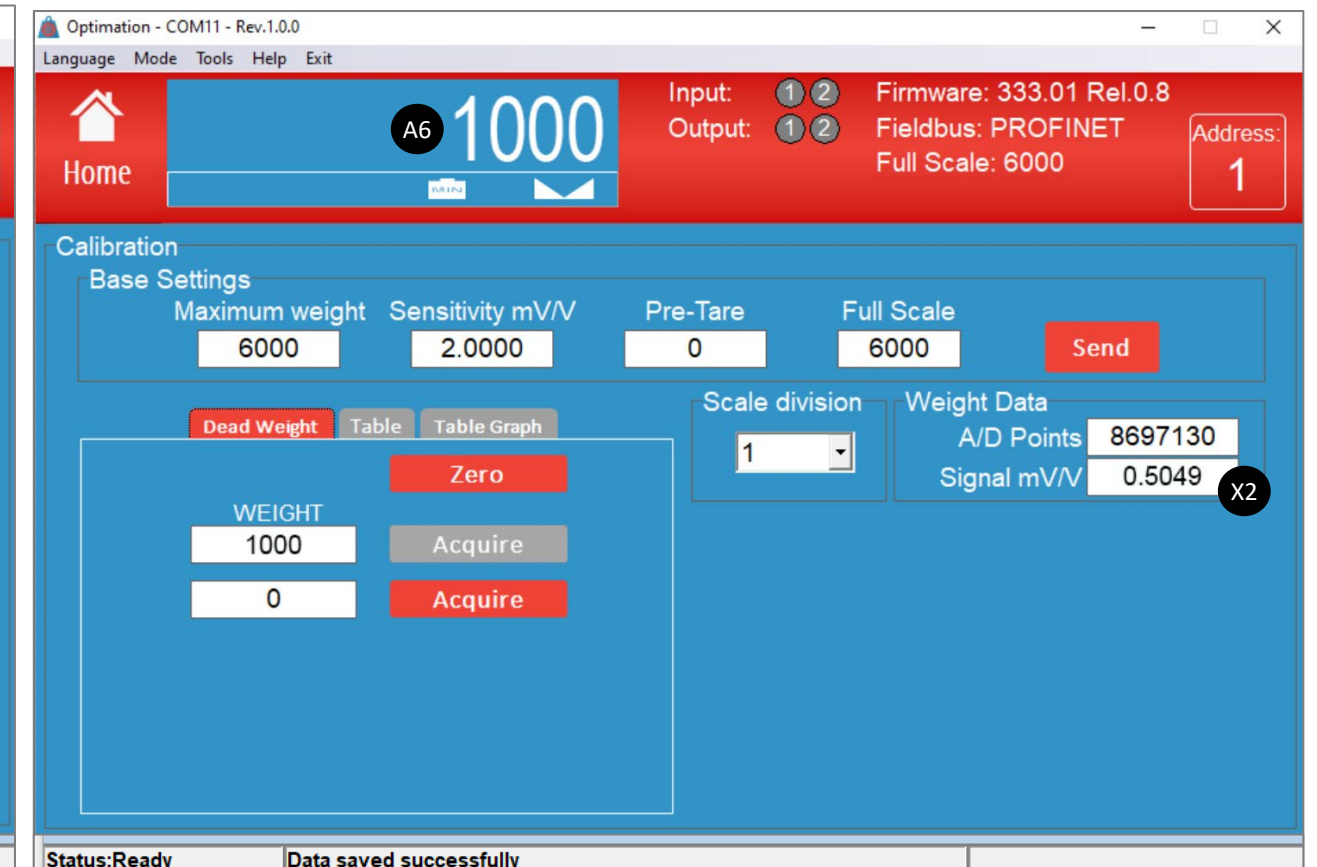 Optimation - COM11 - Rev.1.0.0
Language Mode Tools Help Exit
Home
A6 1000
MIN
Input: 1 2
Output: 1 2
Firmware: 333.01 Rel.0.8
Fieldbus: PROFINET
Full Scale: 6000
Address:
1
Calibration
Base Settings
Maximum weight Sensitivity mV/V Pre-Tare Full Scale
6000 2.0000 0 6000 Send
Dead Weight Table Table Graph
Zero
WEIGHT
1000 Acquire
0 Acquire
Scale division
1
Weight Data
A/D Points 8697130
Signal mV/V 0.5049
X2
Status:Ready Data saved successfully